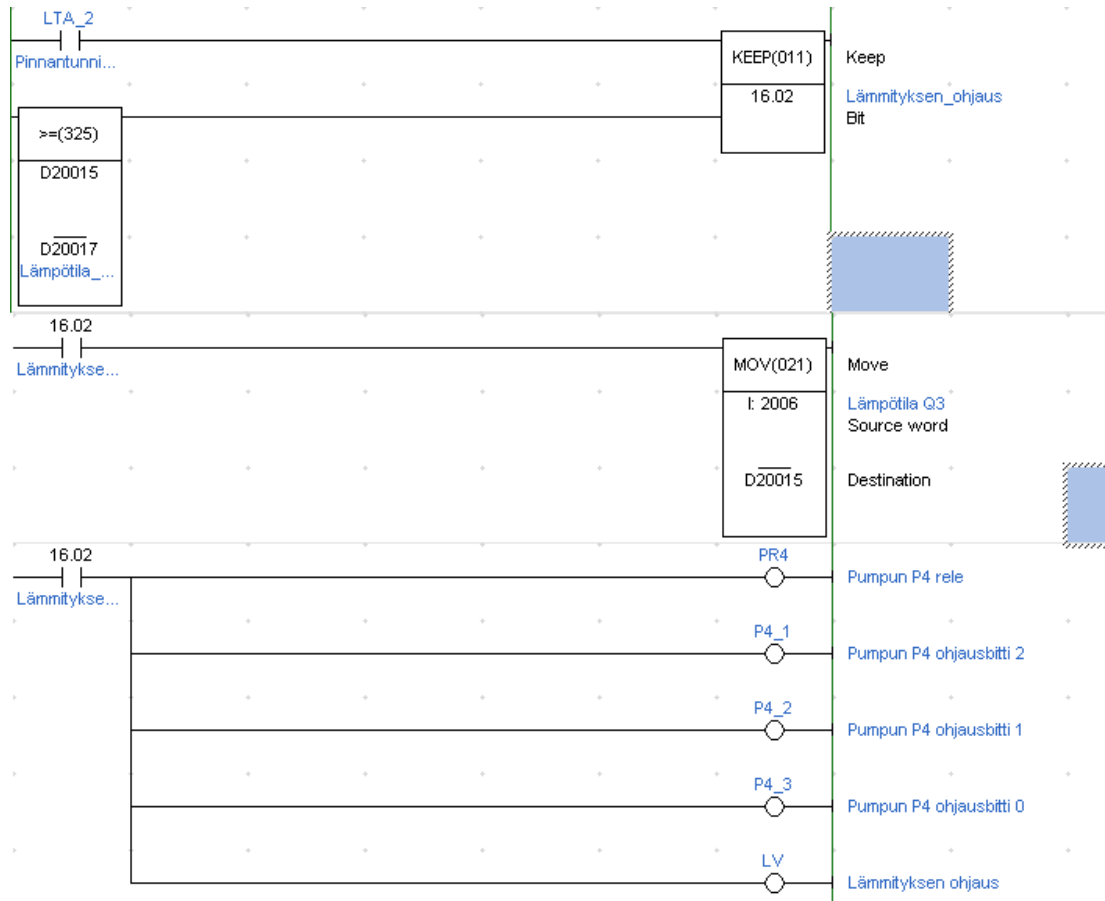 LTA_2
Pinnantunni...
KEEP(011)
Keep
16.02
Lämmityksen_ohjaus
Bit
>=(325)
D20015
D20017
Lämpötila_...
16.02
Lämmitykse...
MOV(021)
Move
I: 2006
Lämpötila Q3
Source word
D20015
Destination
16.02
Lämmitykse...
PR4
Pumpun P4 rele
P4_1
Pumpun P4 ohjausbitti 2
P4_2
Pumpun P4 ohjausbitti 1
P4_3
Pumpun P4 ohjausbitti 0
LV
Lämmityksen ohjaus